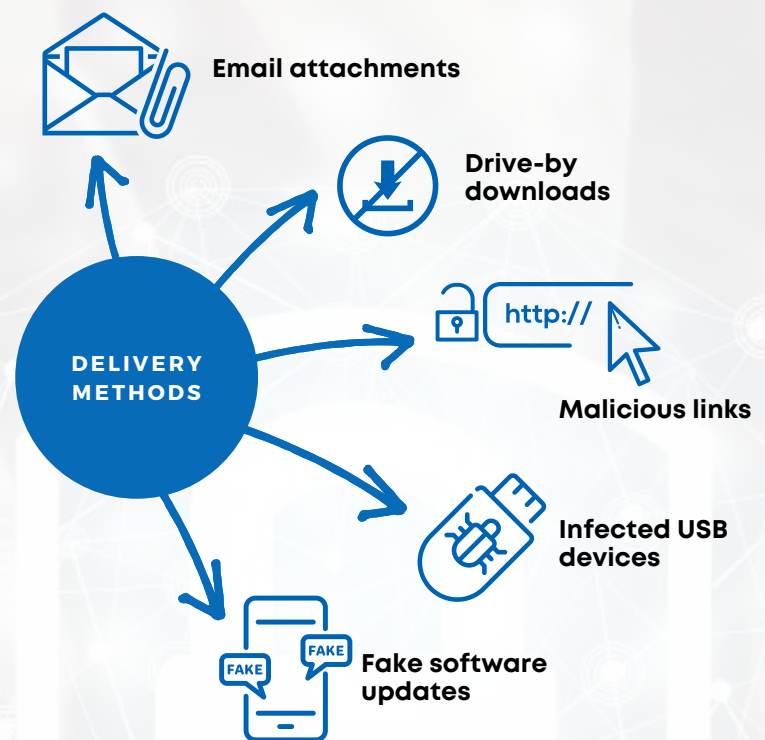 Email attachments
Drive-by
downloads
http://
DELIVERY
METHODS
Malicious links
Infected USB
devices
FAKE
FAKE
Fake software
updates